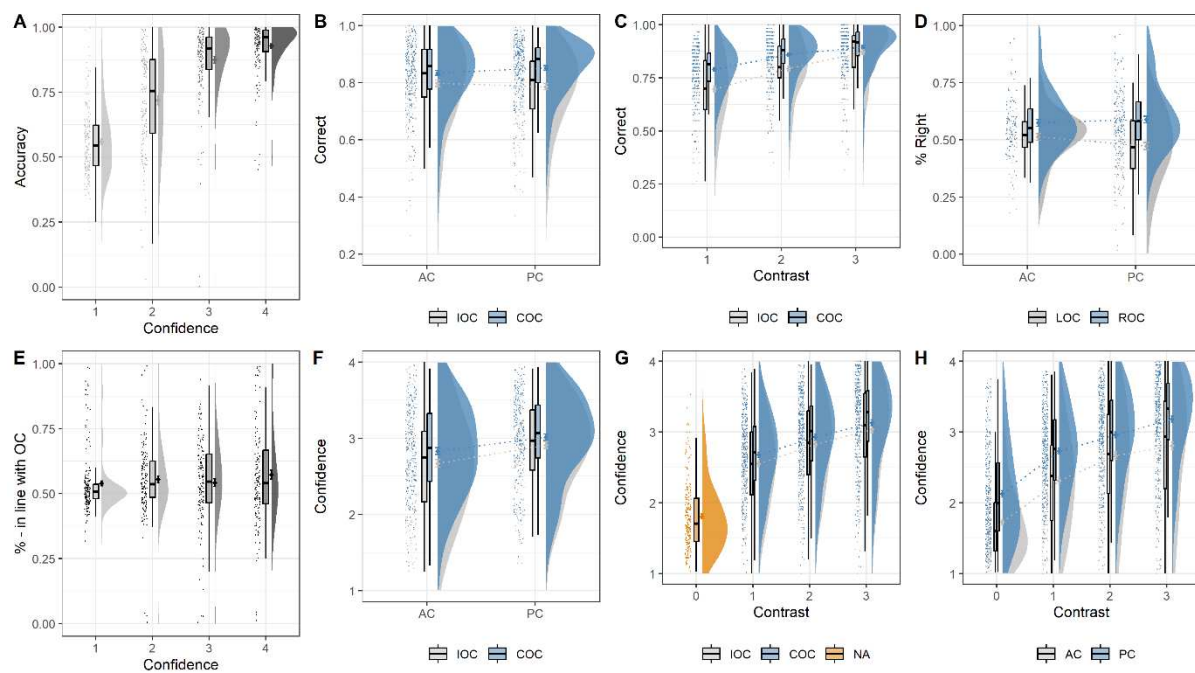 A
Accuracy
1.00
0.75
0.50
0.25
0.00
1 2 3 4
Confidence
B
Correct
1.0
0.8
0.6
0.4
0.2
AC PC
IOC COC
C
Correct
1.00
0.75
0.50
0.25
0.00
1 2 3
Contrast
IOC COC
D
% Right
1.00
0.75
0.50
0.25
0.00
AC PC
LOC ROC
E
% - in line with OC
1.00
0.75
0.50
0.25
0.00
1 2 3 4
Confidence
F
Confidence
4
3
2
1
AC PC
IOC COC
G
Confidence
4
3
2
1
0 1 2 3
Contrast
IOC COC NA
H
Confidence
4
3
2
1
0 1 2 3
Contrast
AC PC